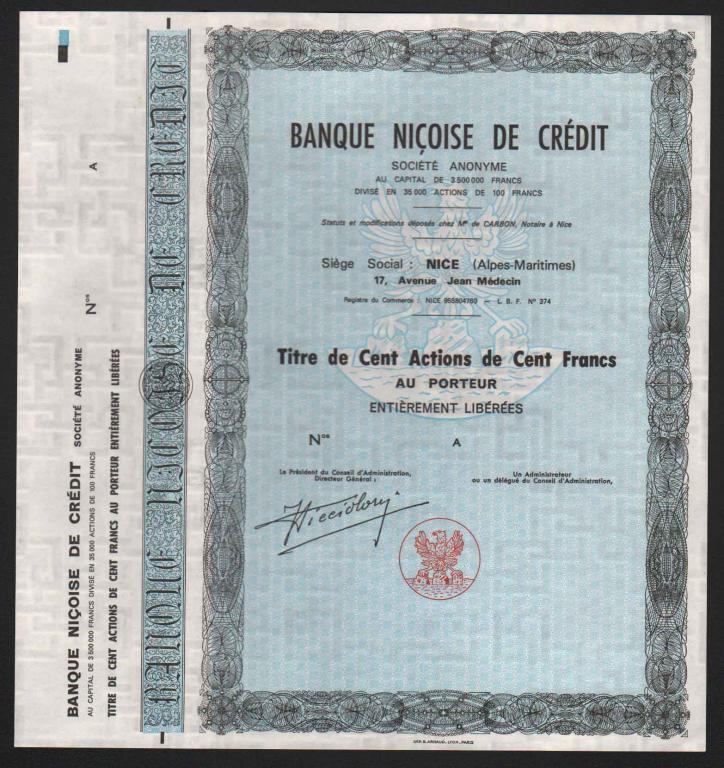 BANQUE NIÇOISE DE CRÉDIT
SOCIÉTÉ ANONYME
AU CAPITAL DE 3.500 000 FRANCS
DIVISÉ EN 35 000 ACTIONS DE 100 FRANCS
Statuts et modifications déposés chez Me de CARBON, Notaire à Nice
Siège Social : NICE (Alpes-Maritimes)
17, Avenue Jean Médecin
Registre du Commerce : NICE 955804760 — L. B. F. N° 374
Titre de Cent Actions de Cent Francs
AU PORTEUR
ENTIÈREMENT LIBÉRÉES
Nos A
Le Président du Conseil d'Administration,
Directeur Général :
Un Administrateur
ou un délégué du Conseil d'Administration,
IMP. B. ARNAUD, LYON, PARIS
BANQUE NIÇOISE DE CRÉDIT
BANQUE NIÇOISE DE CRÉDIT SOCIÉTÉ ANONYME Nos A
AU CAPITAL DE 3 500 000 FRANCS DIVISÉ EN 35 000 ACTIONS DE 100 FRANCS
TITRE DE CENT ACTIONS DE CENT FRANCS AU PORTEUR ENTIÈREMENT LIBÉRÉES